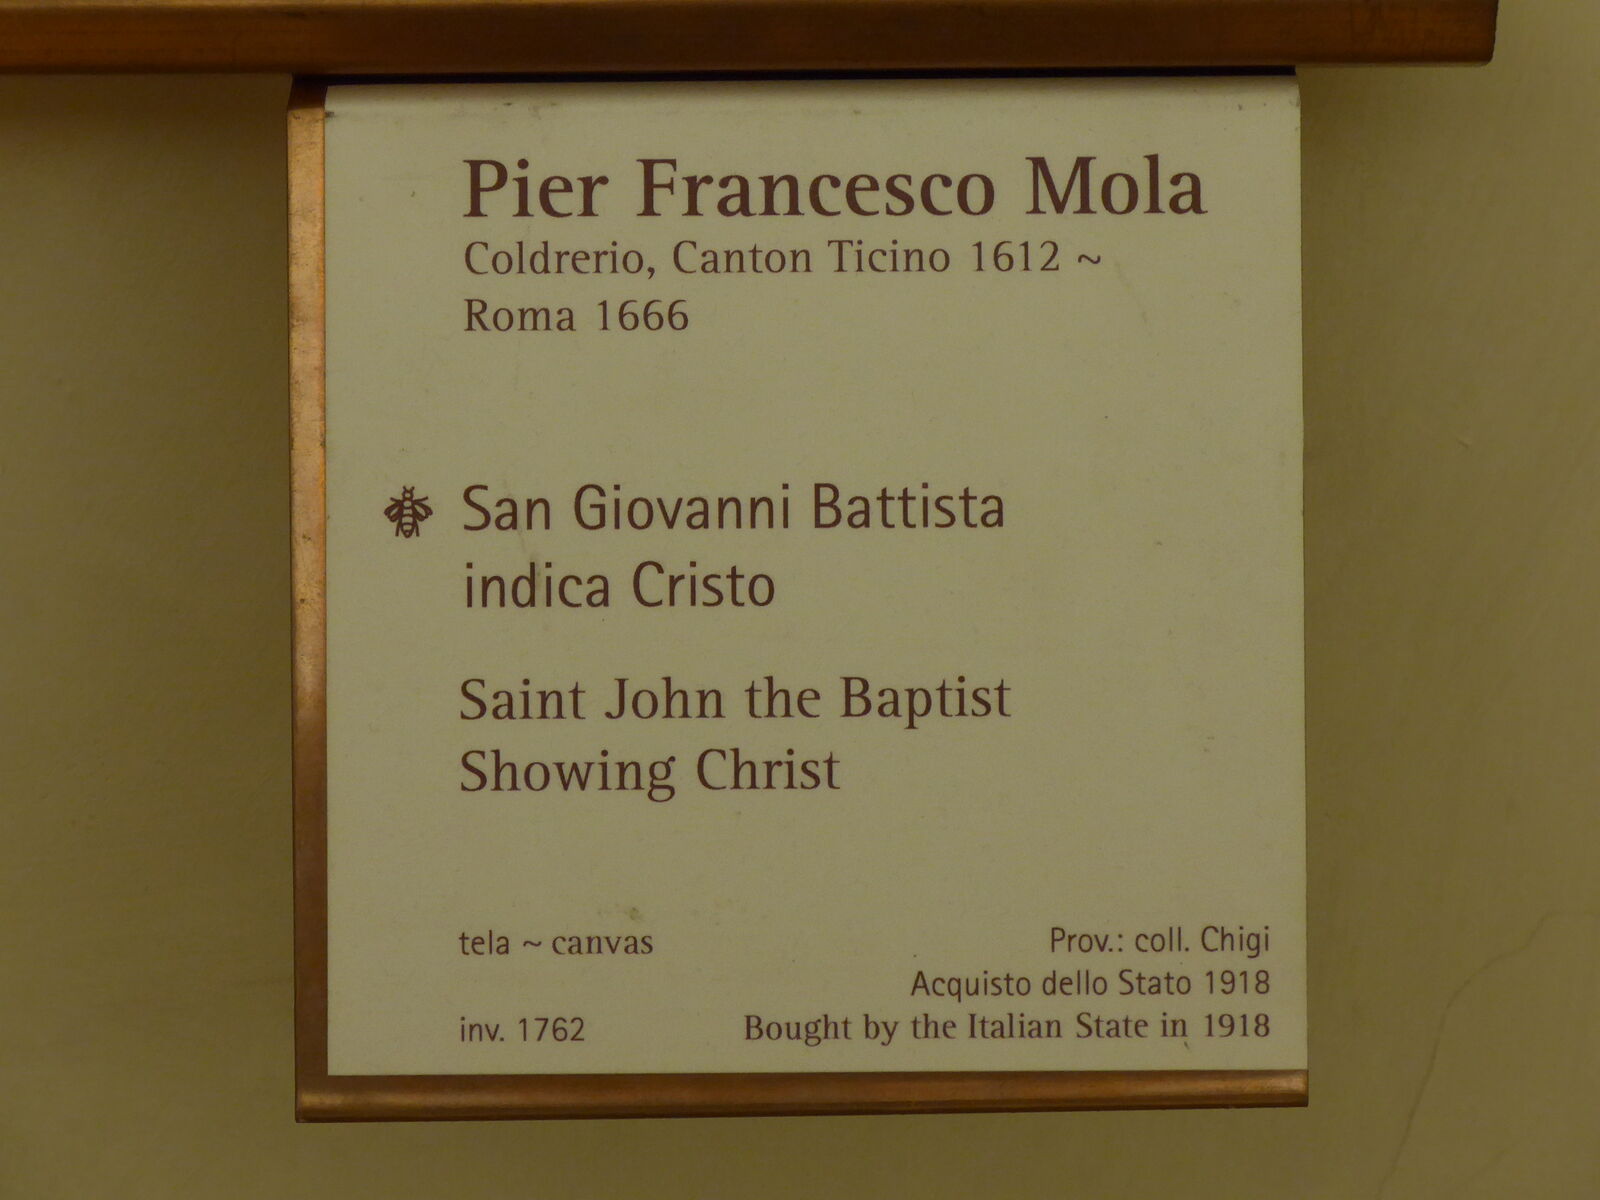 Pier Francesco Mola
Coldrerio, Canton Ticino 1612 ~
Roma 1666
San Giovanni Battista
indica Cristo
Saint John the Baptist
Showing Christ
tela ~ canvas
inv. 1762
Prov.: coll. Chigi
Acquisto dello Stato 1918
Bought by the Italian State in 1918